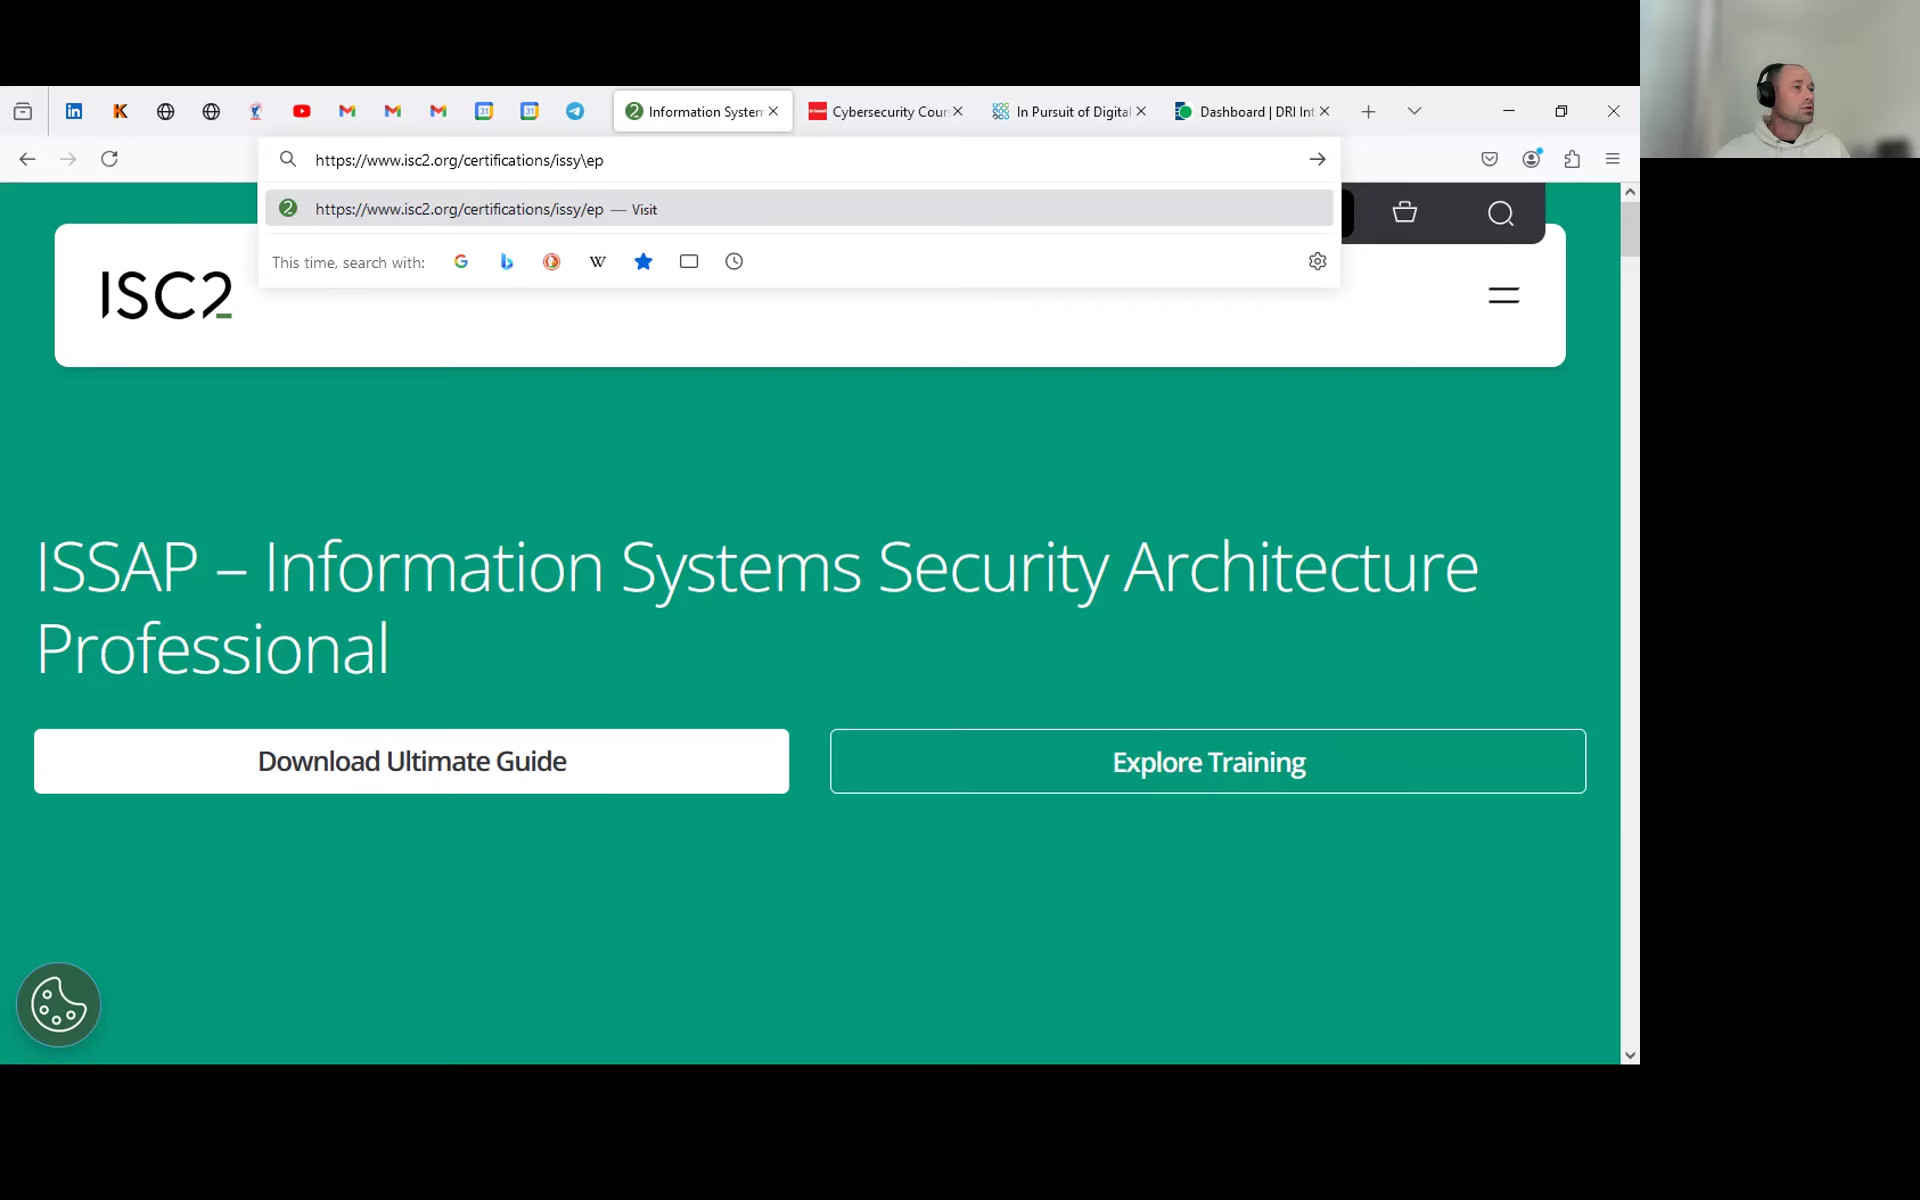 Information System
Cybersecurity Cour
In Pursuit of Digital
Dashboard | DRI Int
https://www.isc2.org/certifications/issy\ep
https://www.isc2.org/certifications/issy/ep — Visit
This time, search with:
ISC2
ISSAP – Information Systems Security Architecture
Professional
Download Ultimate Guide
Explore Training